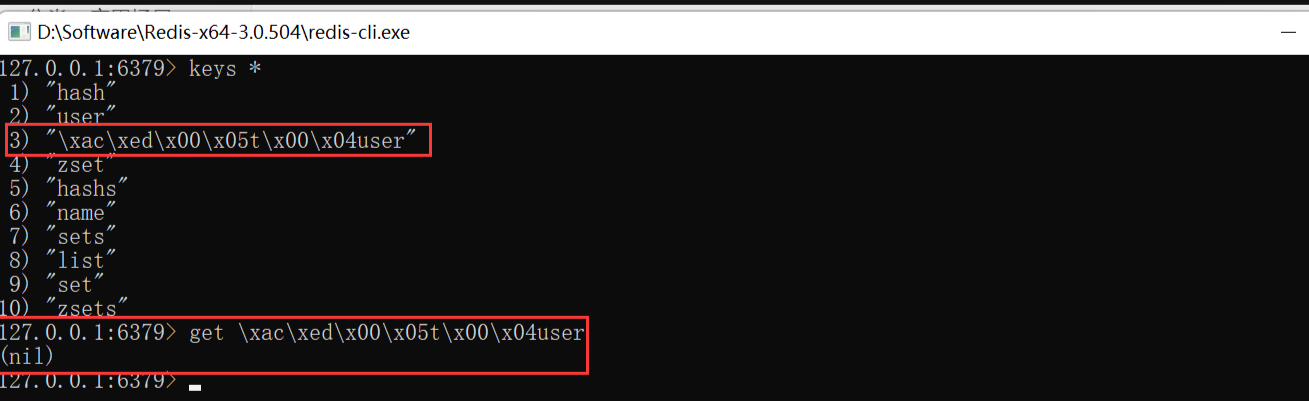 D:\Software\Redis-x64-3.0.504\redis-cli.exe
127.0.0.1:6379> keys *
1) "hash"
2) "user"
3) "\xac\xed\x00\x05t\x00\x04user"
4) "zset"
5) "hashs"
6) "name"
7) "sets"
8) "list"
9) "set"
10) "zsets"
127.0.0.1:6379> get \xac\xed\x00\x05t\x00\x04user
(nil)
127.0.0.1:6379>